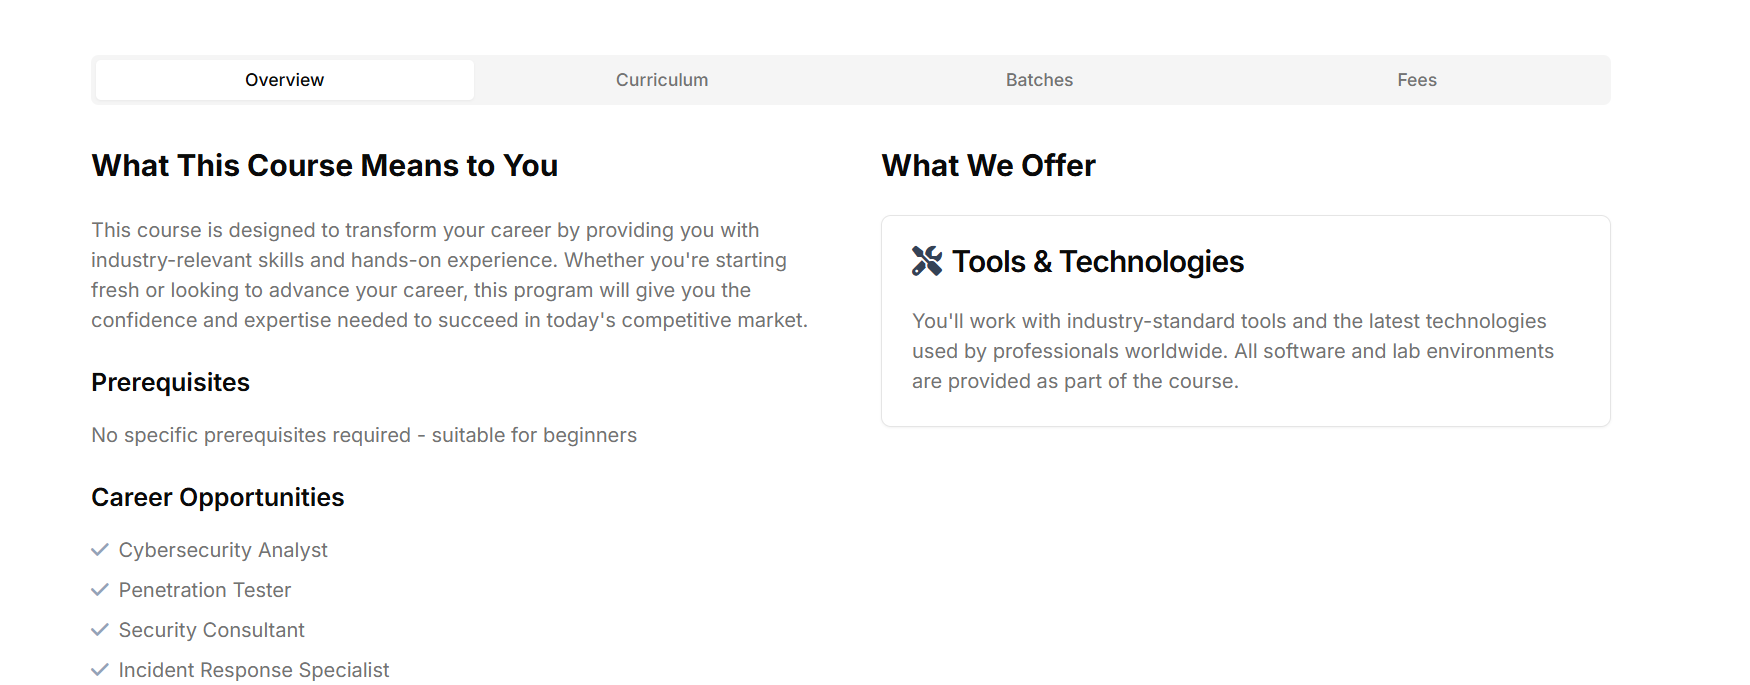 Overview
Curriculum
Batches
Fees
What This Course Means to You
This course is designed to transform your career by providing you with
industry-relevant skills and hands-on experience. Whether you're starting
fresh or looking to advance your career, this program will give you the
confidence and expertise needed to succeed in today's competitive market.
Prerequisites
No specific prerequisites required - suitable for beginners
Career Opportunities
Cybersecurity Analyst
Penetration Tester
Security Consultant
Incident Response Specialist
What We Offer
Tools & Technologies
You'll work with industry-standard tools and the latest technologies
used by professionals worldwide. All software and lab environments
are provided as part of the course.